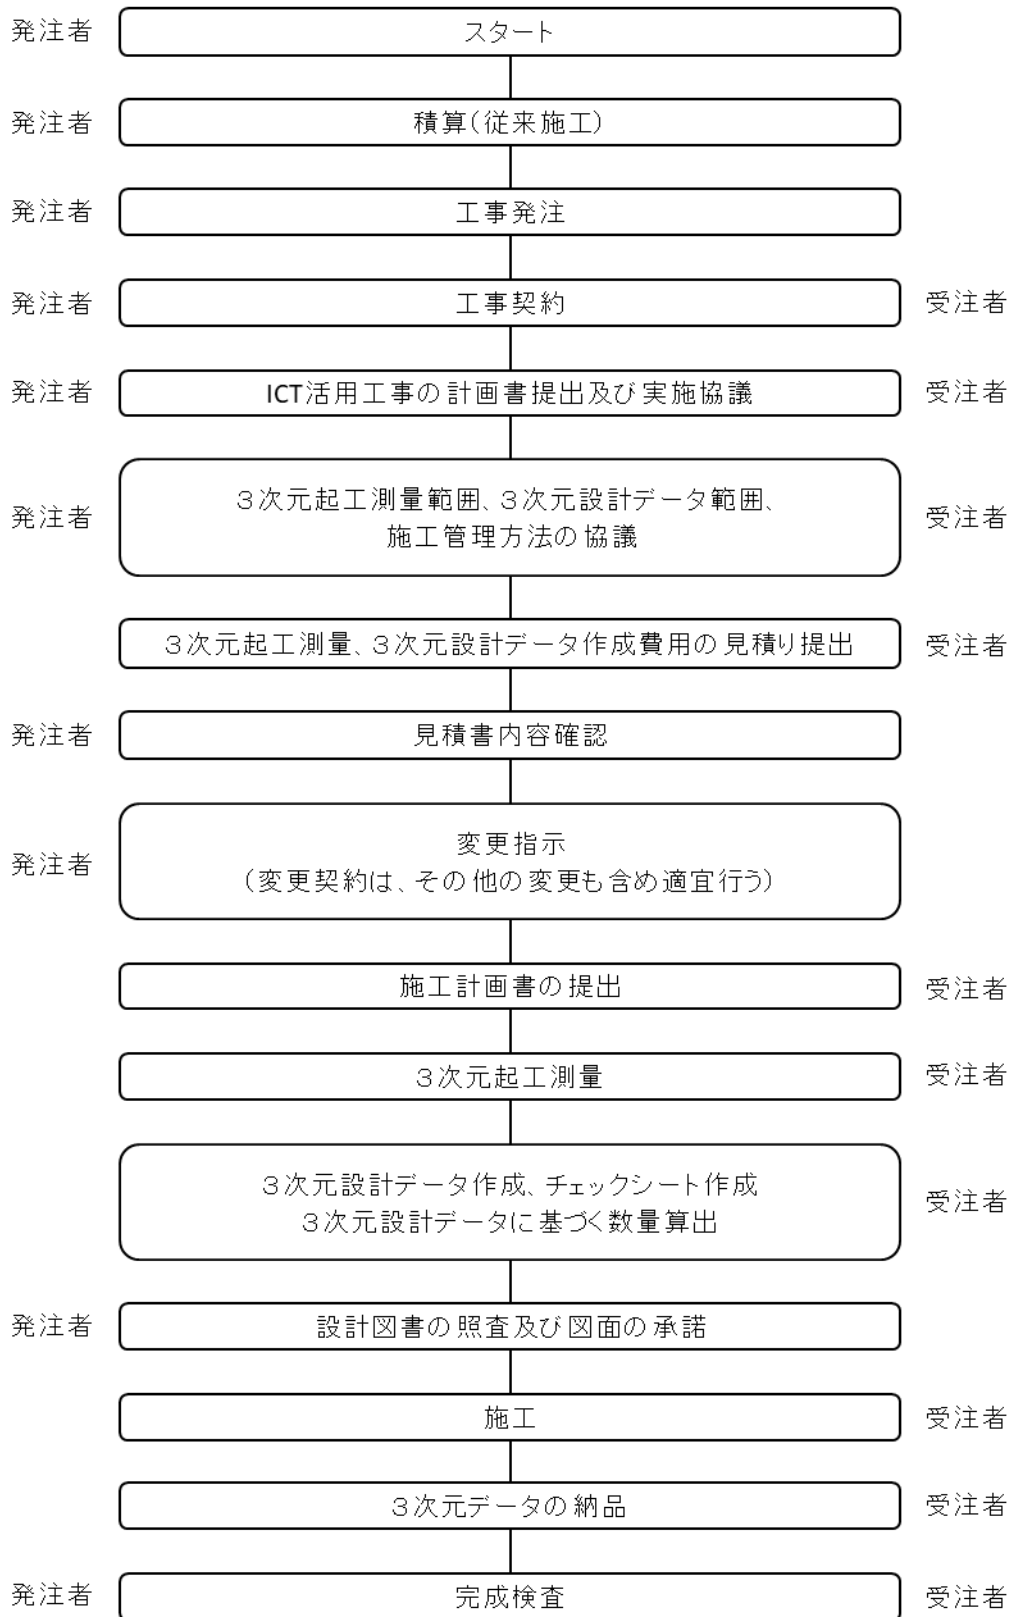 発注者 スタート
発注者 積算(従来施工)
発注者 工事発注
発注者 工事契約 受注者
発注者 ICT活用工事の計画書提出及び実施協議 受注者
3次元起工測量範囲、3次元設計データ範囲、
発注者 施工管理方法の協議 受注者
3次元起工測量、3次元設計データ作成費用の見積り提出 受注者
発注者 見積書内容確認
変更指示
発注者 (変更契約は、その他の変更も含め適宜行う)
施工計画書の提出 受注者
3次元起工測量 受注者
3次元設計データ作成、チェックシート作成
3次元設計データに基づく数量算出 受注者
発注者 設計図書の照査及び図面の承諾
施工 受注者
3次元データの納品 受注者
発注者 完成検査 受注者